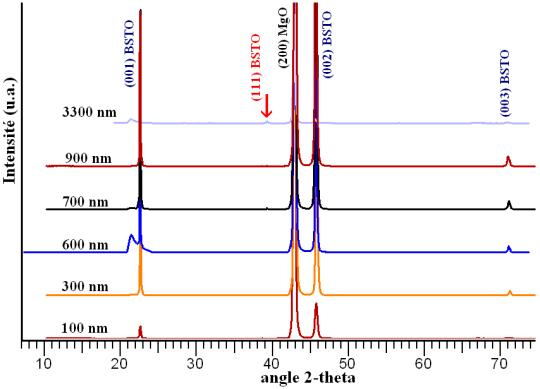 (001) BSTO
(111) BSTO
(200) MgO
(002) BSTO
(003) BSTO
Intensité (u.a.)
3300 nm
900 nm
700 nm
600 nm
300 nm
100 nm
10 20 30 40 50 60 70
angle 2-theta